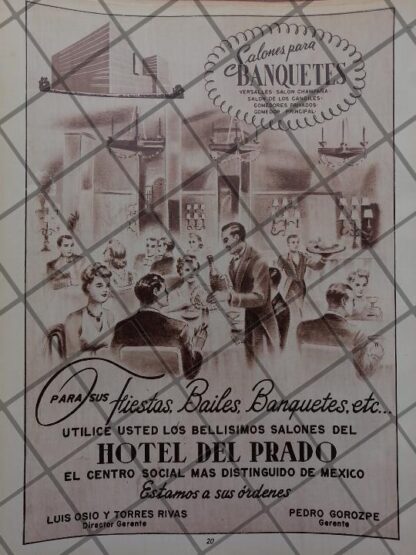 Salones para
BANQUETES
VERSALLES - SALON CHAMPAÑA
SALON DE LOS CANDILES -
COMEDORES PRIVADOS
COMEDOR PRINCIPAL -
PARA SUS Fiestas, Bailes, Banquetes, etc...
UTILICE USTED LOS BELLISIMOS SALONES DEL
HOTEL DEL PRADO
EL CENTRO SOCIAL MAS DISTINGUIDO DE MEXICO
Estamos a sus órdenes
LUIS OSIO Y TORRES RIVAS
Director Gerente
PEDRO GOROZPE
Gerente
20